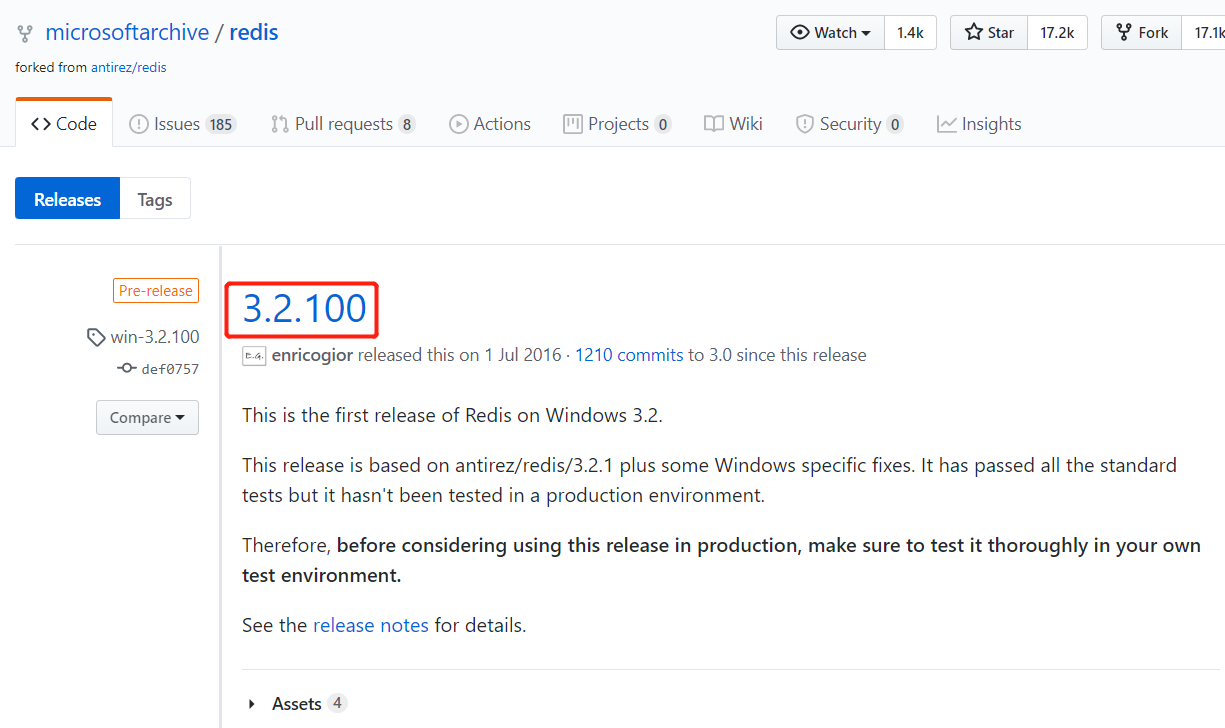 microsoftarchive / redis
Watch 1.4k Star 17.2k Fork 17.1k
forked from antirez/redis
Code Issues 185 Pull requests 8 Actions Projects 0 Wiki Security 0 Insights
Releases Tags
Pre-release
3.2.100
win-3.2.100
enricogior released this on 1 Jul 2016 · 1210 commits to 3.0 since this release
def0757
Compare
This is the first release of Redis on Windows 3.2.
This release is based on antirez/redis/3.2.1 plus some Windows specific fixes. It has passed all the standard
tests but it hasn't been tested in a production environment.
Therefore, before considering using this release in production, make sure to test it thoroughly in your own
test environment.
See the release notes for details.
Assets 4